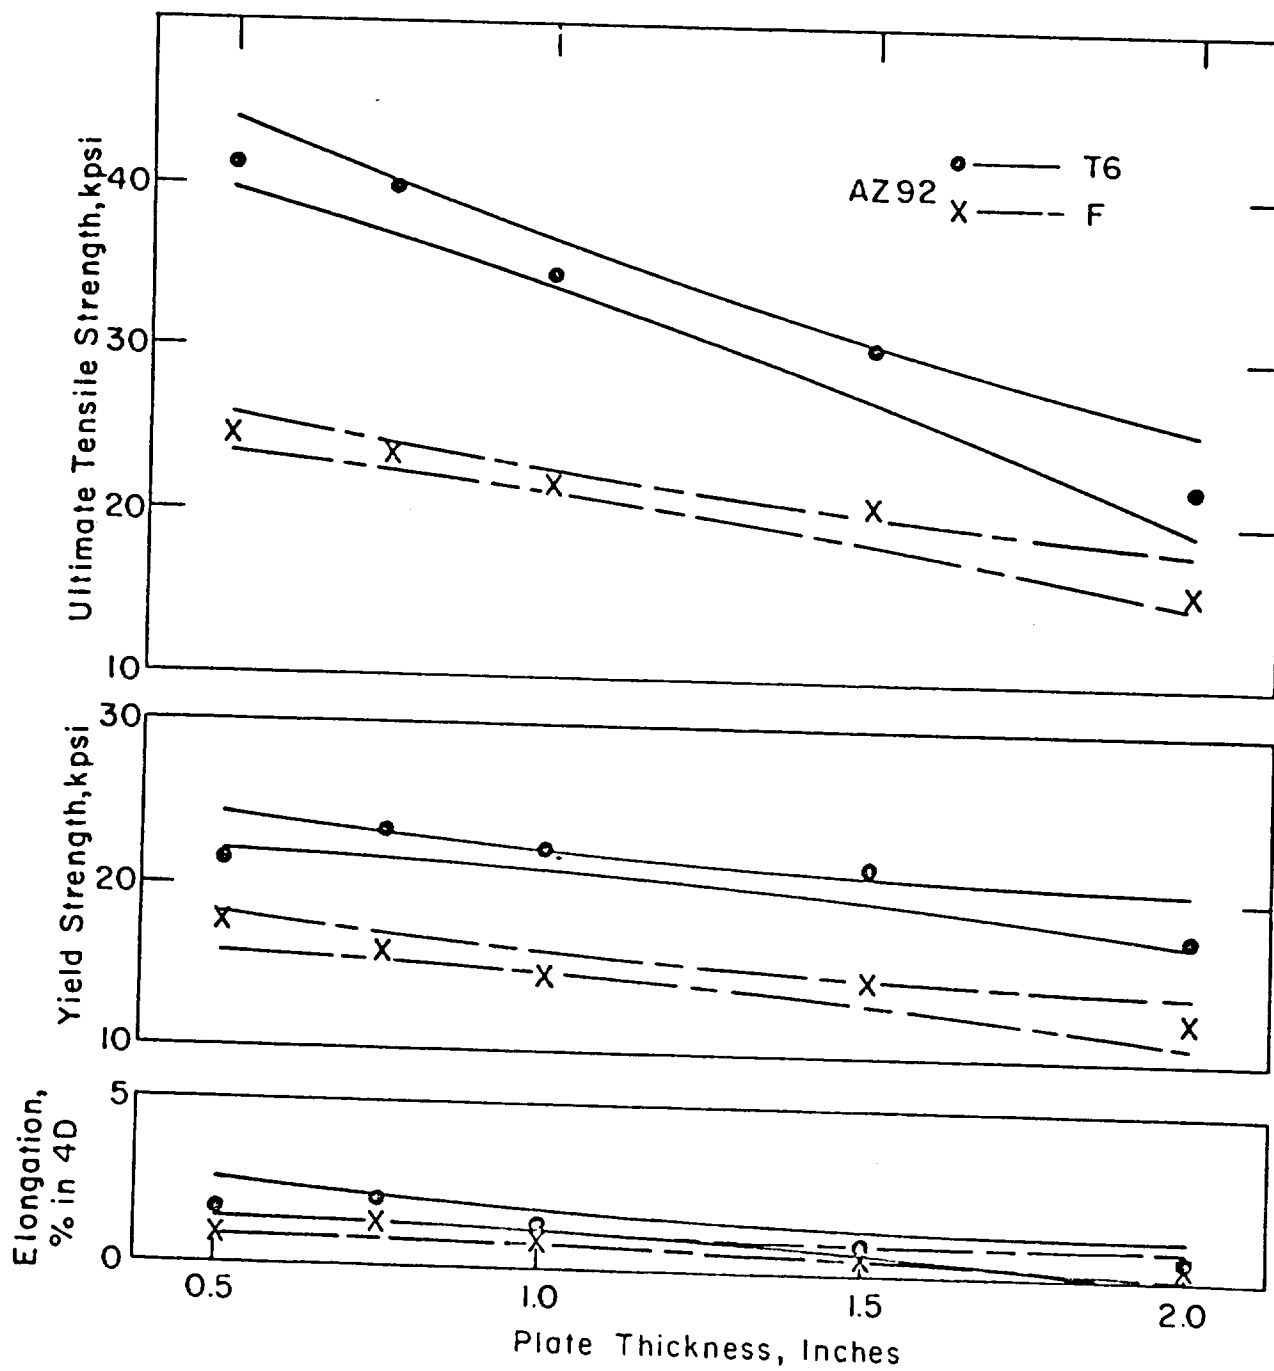 Ultimate Tensile Strength, kpsi
40
30
20
10
AZ92
T6
F
Yield Strength, kpsi
30
20
10
Elongation,
% in 4D
5
0
0.5
1.0
1.5
2.0
Plate Thickness, Inches